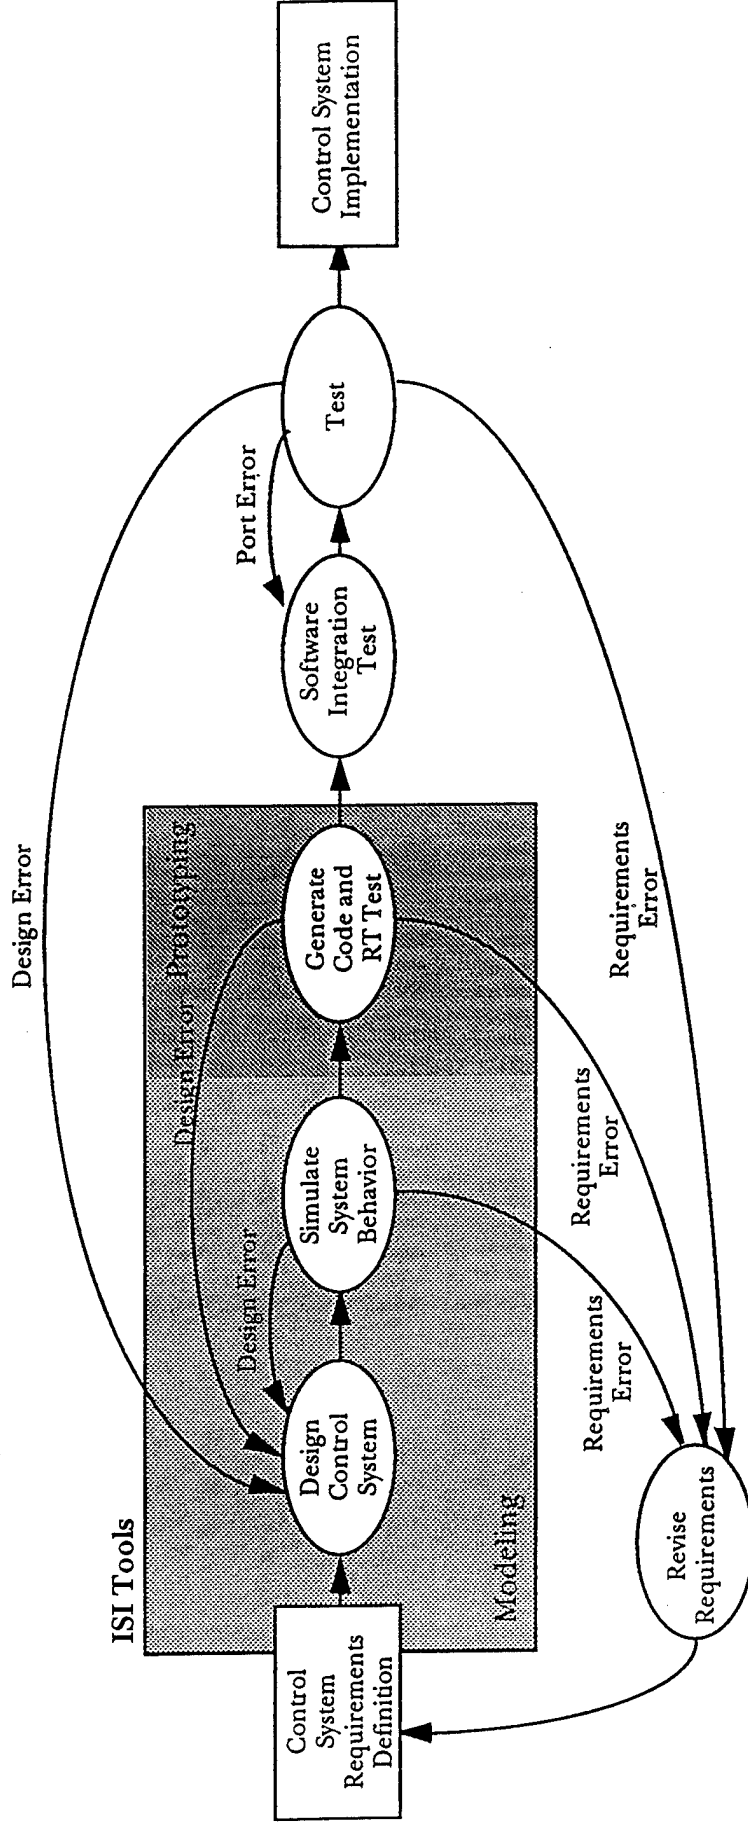 ISI Tools
Design Error
Design Error
Prototyping
Design Error
Port Error
Control
System
Requirements
Definition
Design
Control
System
Simulate
System
Behavior
Generate
Code and
RT Test
Software
Integration
Test
Test
Control System
Implementation
Modeling
Requirements
Error
Requirements
Error
Requirements
Error
Revise
Requirements